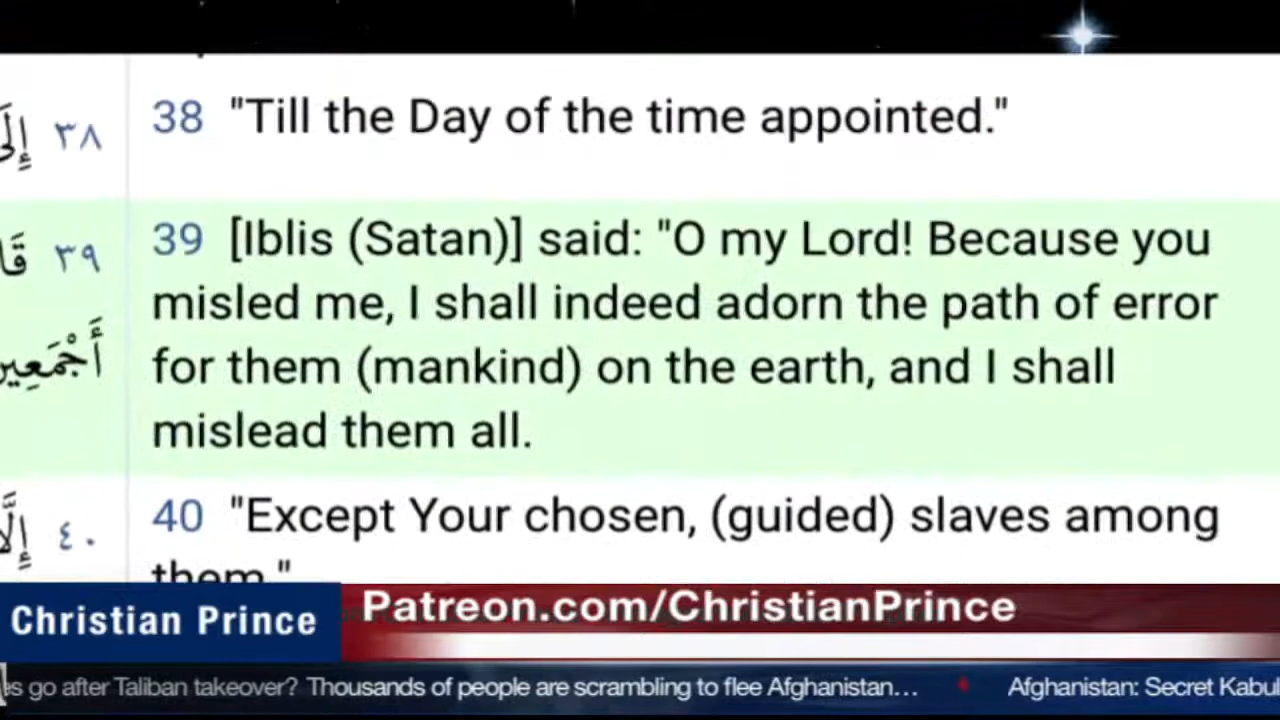 38 "Till the Day of the time appointed."
٣٨ إِلَىٰ
39 [Iblis (Satan)] said: "O my Lord! Because you
٣٩
misled me, I shall indeed adorn the path of error
for them (mankind) on the earth, and I shall
mislead them all.
40 "Except Your chosen, (guided) slaves among
٤٠
them."
Christian Prince
Patreon.com/ChristianPrince
go after Taliban takeover? Thousands of people are scrambling to flee Afghanistan... Afghanistan: Secret Kabul